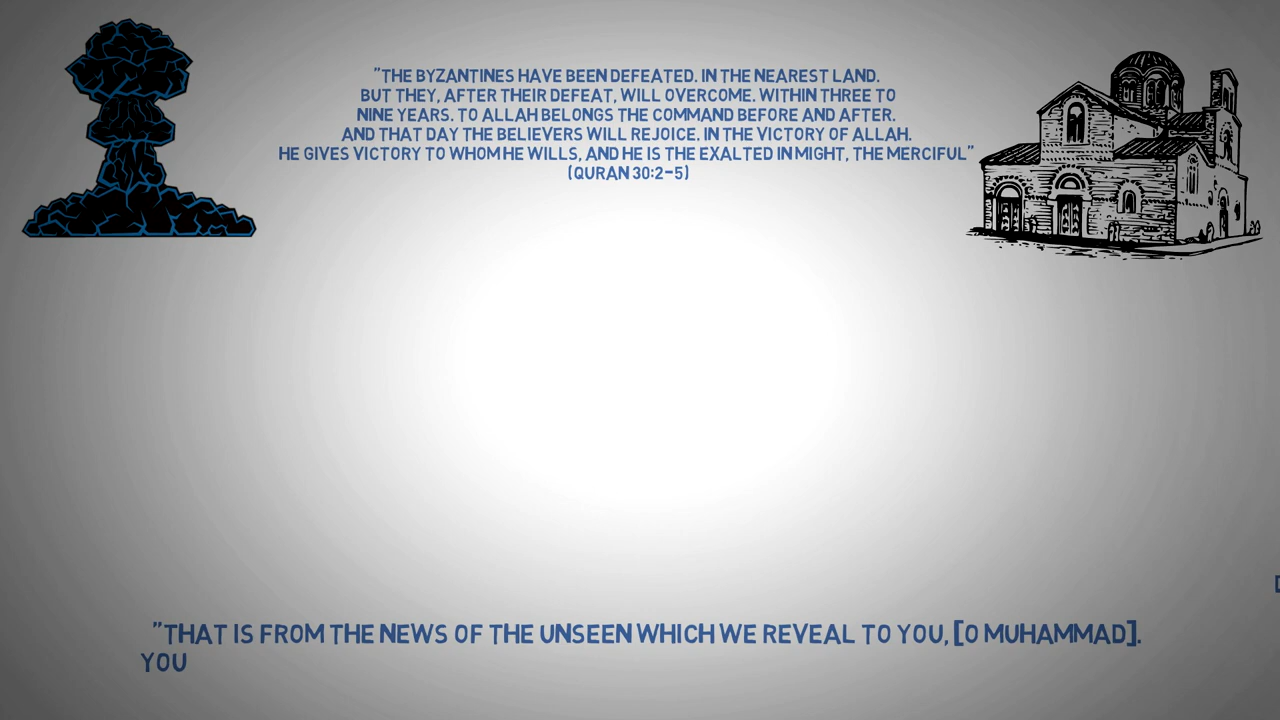 "THE BYZANTINES HAVE BEEN DEFEATED. IN THE NEAREST LAND.
BUT THEY, AFTER THEIR DEFEAT, WILL OVERCOME. WITHIN THREE TO
NINE YEARS. TO ALLAH BELONGS THE COMMAND BEFORE AND AFTER.
AND THAT DAY THE BELIEVERS WILL REJOICE. IN THE VICTORY OF ALLAH.
HE GIVES VICTORY TO WHOM HE WILLS, AND HE IS THE EXALTED IN MIGHT, THE MERCIFUL"
(QURAN 30:2-5)
"THAT IS FROM THE NEWS OF THE UNSEEN WHICH WE REVEAL TO YOU, [O MUHAMMAD].
YOU